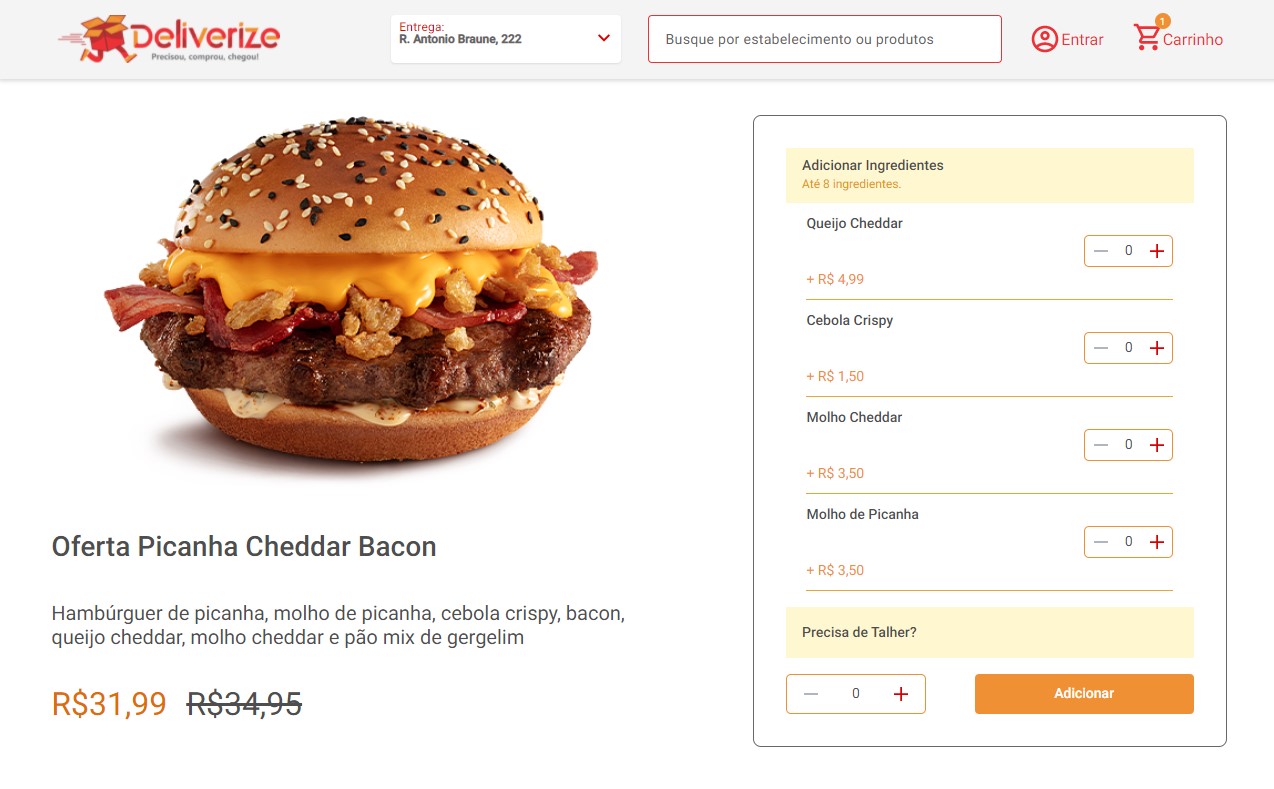 Deliverize
Precisou, comprou, chegou!
Entrega:
R. Antonio Braune, 222
Busque por estabelecimento ou produtos
Entrar
1
Carrinho
Oferta Picanha Cheddar Bacon
Hambúrguer de picanha, molho de picanha, cebola crispy, bacon,
queijo cheddar, molho cheddar e pão mix de gergelim
R$31,99 R$34,95
Adicionar Ingredientes
Até 8 ingredientes.
Queijo Cheddar
0
+ R$ 4,99
Cebola Crispy
0
+ R$ 1,50
Molho Cheddar
0
+ R$ 3,50
Molho de Picanha
0
+ R$ 3,50
Precisa de Talher?
0
Adicionar